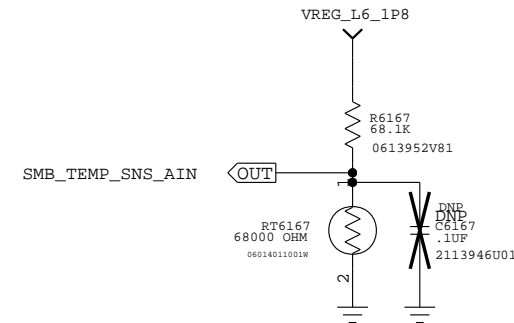 VREG_L6_1P8
R6167
68.1K
0613952V81
SMB_TEMP_SNS_AIN
OUT
1
RT6167
68000 OHM
06014011001W
2
DNP
DNP
C6167
.1UF
2113946U01